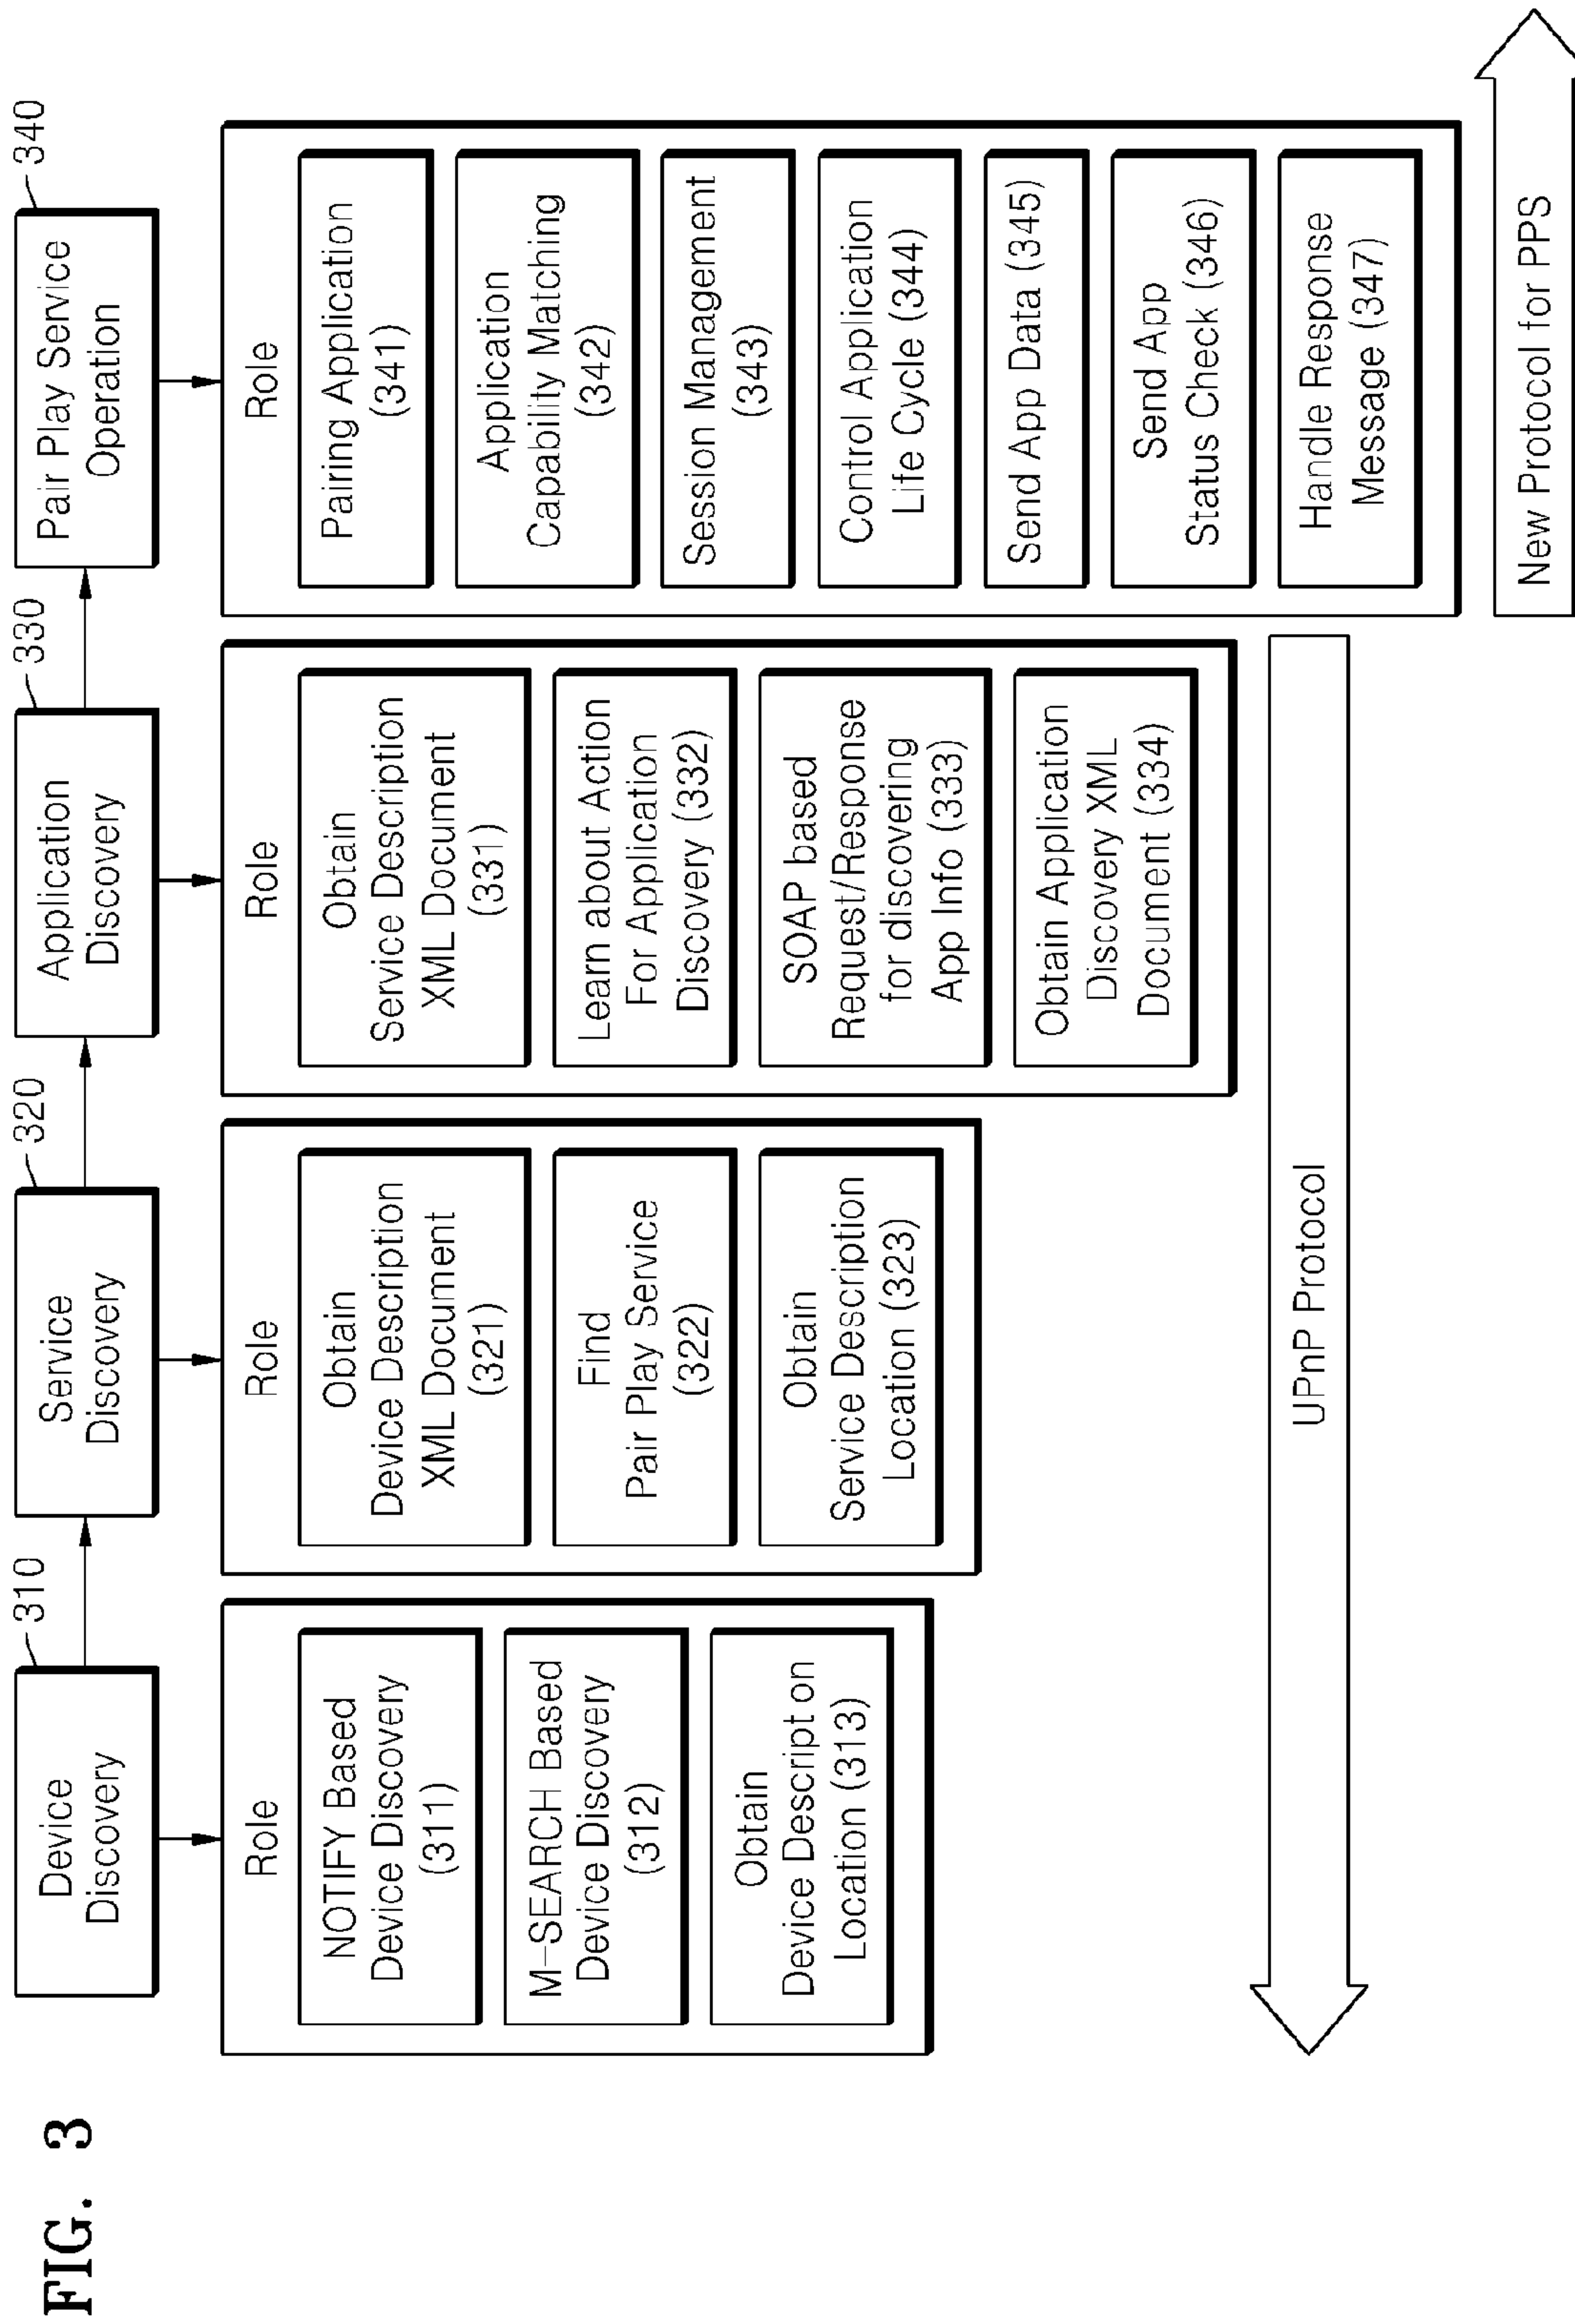 FIG. 3
310
Device
Discovery
Role
NOTIFY Based
Device Discovery
(311)
M-SEARCH Based
Device Discovery
(312)
Obtain
Device Descript on
Location (313)
320
Service
Discovery
Role
Obtain
Device Description
XML Document
(321)
Find
Pair Play Service
(322)
Obtain
Service Description
Location (323)
330
Application
Discovery
Role
Obtain
Service Description
XML Document
(331)
Learn about Action
For Application
Discovery (332)
SOAP based
Request/Response
for discovering
App Info (333)
Obtain Application
Discovery XML
Document (334)
340
Pair Play Service
Operation
Role
Pairing Application
(341)
Application
Capability Matching
(342)
Session Management
(343)
Control Application
Life Cycle (344)
Send App Data (345)
Send App
Status Check (346)
Handle Response
Message (347)
UPnP Protocol
New Protocol for PPS